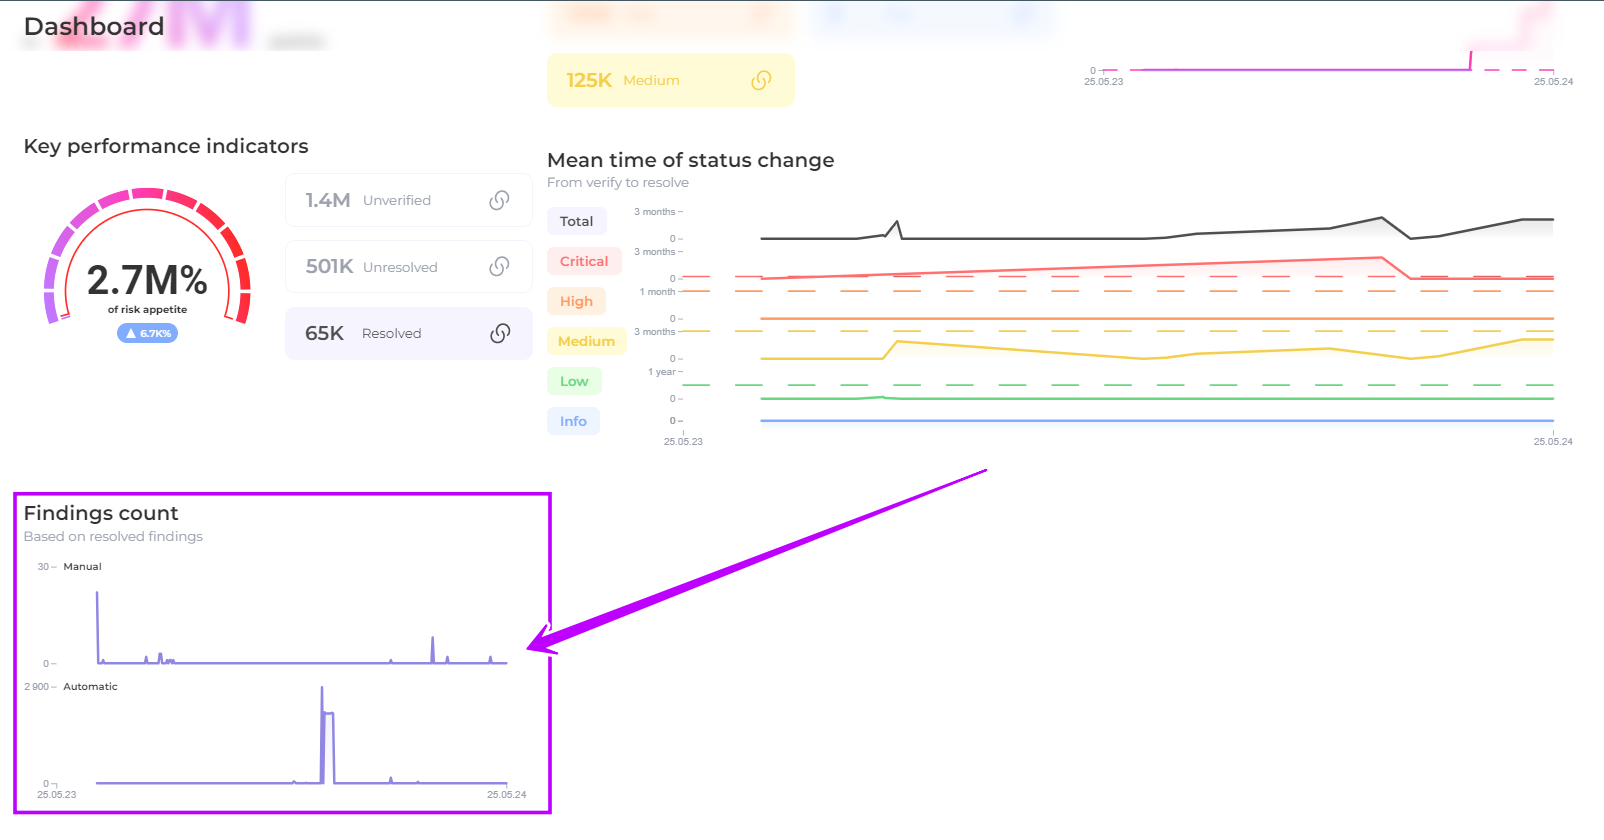 Dashboard
125K Medium
0
25.05.23
25.05.24
Key performance indicators
2.7M%
of risk appetite
▲ 6.7K%
1.4M Unverified
501K Unresolved
65K Resolved
Mean time of status change
From verify to resolve
Total
3 months
0
Critical
3 months
0
High
1 month
0
Medium
3 months
0
Low
1 year
0
Info
0
25.05.23
25.05.24
Findings count
Based on resolved findings
30
Manual
0
2 900
Automatic
0
25.05.23
25.05.24